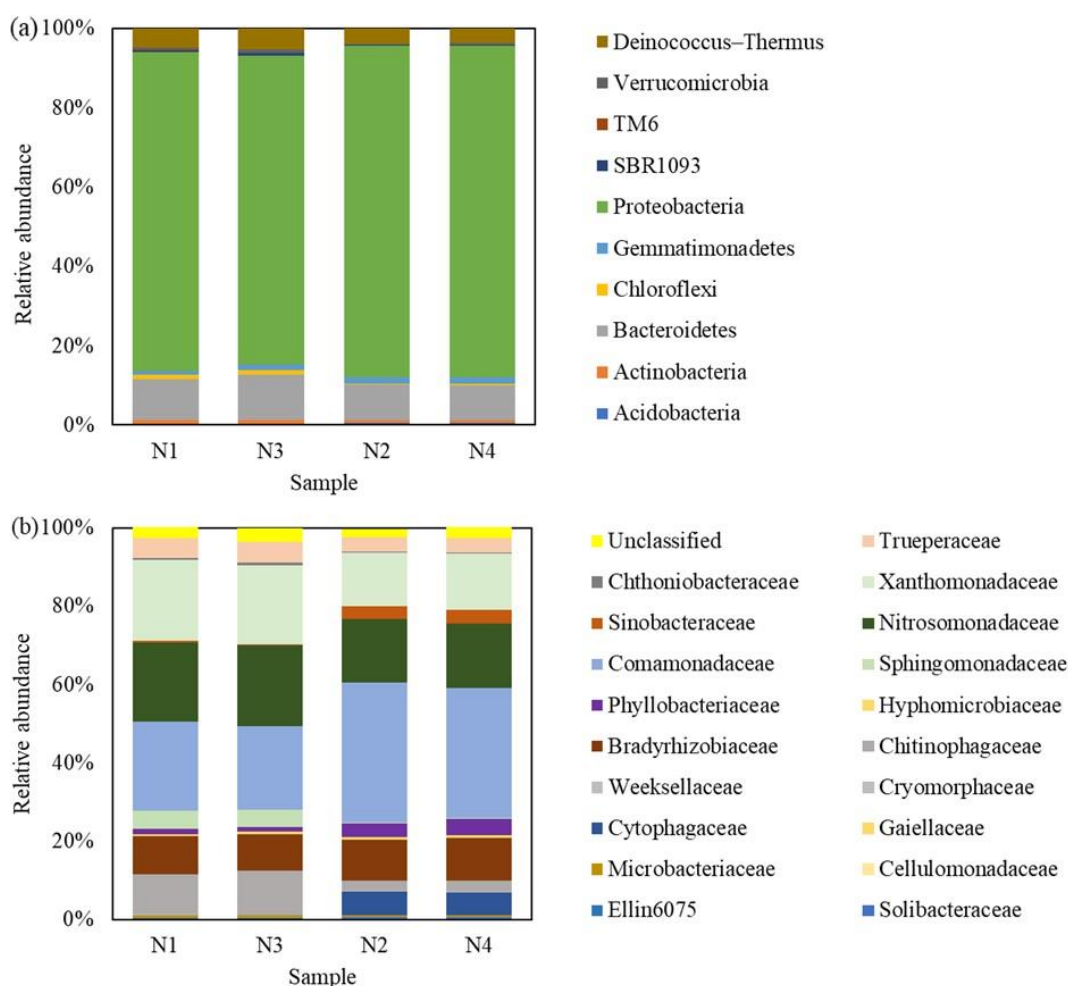 (a)
100%
80%
60%
40%
20%
0%
Relative abundance
N1 N3 N2 N4
Sample
Deinococcus–Thermus
Verrucomicrobia
TM6
SBR1093
Proteobacteria
Gemmatimonadetes
Chloroflexi
Bacteroidetes
Actinobacteria
Acidobacteria
(b)
100%
80%
60%
40%
20%
0%
Relative abundance
N1 N3 N2 N4
Sample
Unclassified Trueperaceae
Chthoniobacteraceae Xanthomonadaceae
Sinobacteraceae Nitrosomonadaceae
Comamonadaceae Sphingomonadaceae
Phyllobacteriaceae Hyphomicrobiaceae
Bradyrhizobiaceae Chitinophagaceae
Weeksellaceae Cryomorphaceae
Cytophagaceae Gaiellaceae
Microbacteriaceae Cellulomonadaceae
Ellin6075 Solibacteraceae